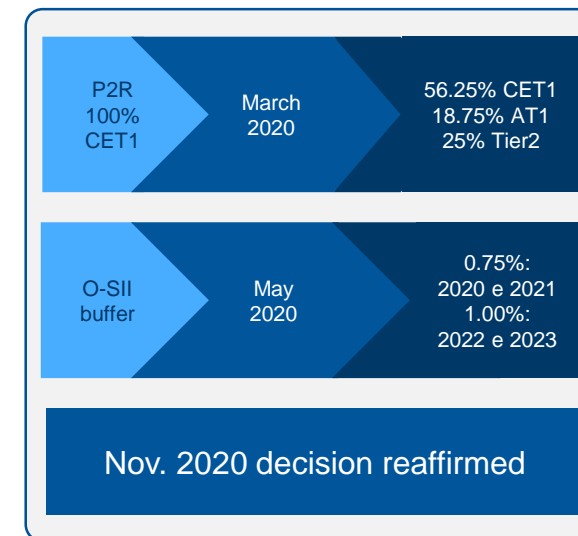 P2R
100%
CET1
March
2020
56.25% CET1
18.75% AT1
25% Tier2
O-SII
buffer
May
2020
0.75%:
2020 e 2021
1.00%:
2022 e 2023
Nov. 2020 decision reaffirmed